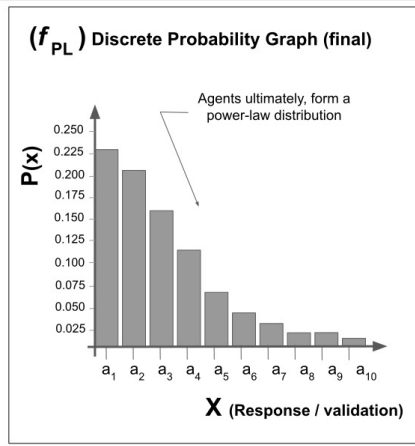 (f PL) Discrete Probability Graph (final)
Agents ultimately, form a
power-law distribution
P(x)
0.250
0.225
0.200
0.175
0.150
0.125
0.100
0.075
0.050
0.025
a1 a2 a3 a4 a5 a6 a7 a8 a9 a10
X (Response / validation)